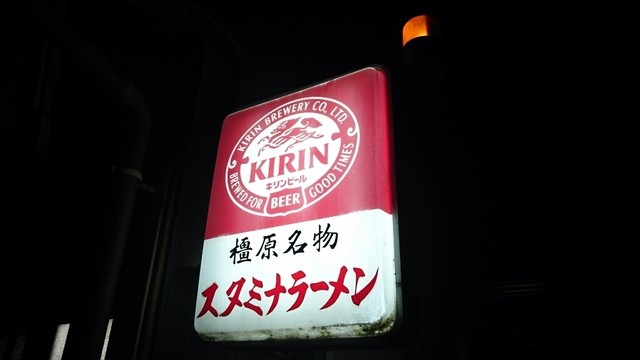 KIRIN BREWERY CO., LTD.
KIRIN
キリンビール
BREWED FOR GOOD TIMES
BEER
橿原名物
スタミナラーメン